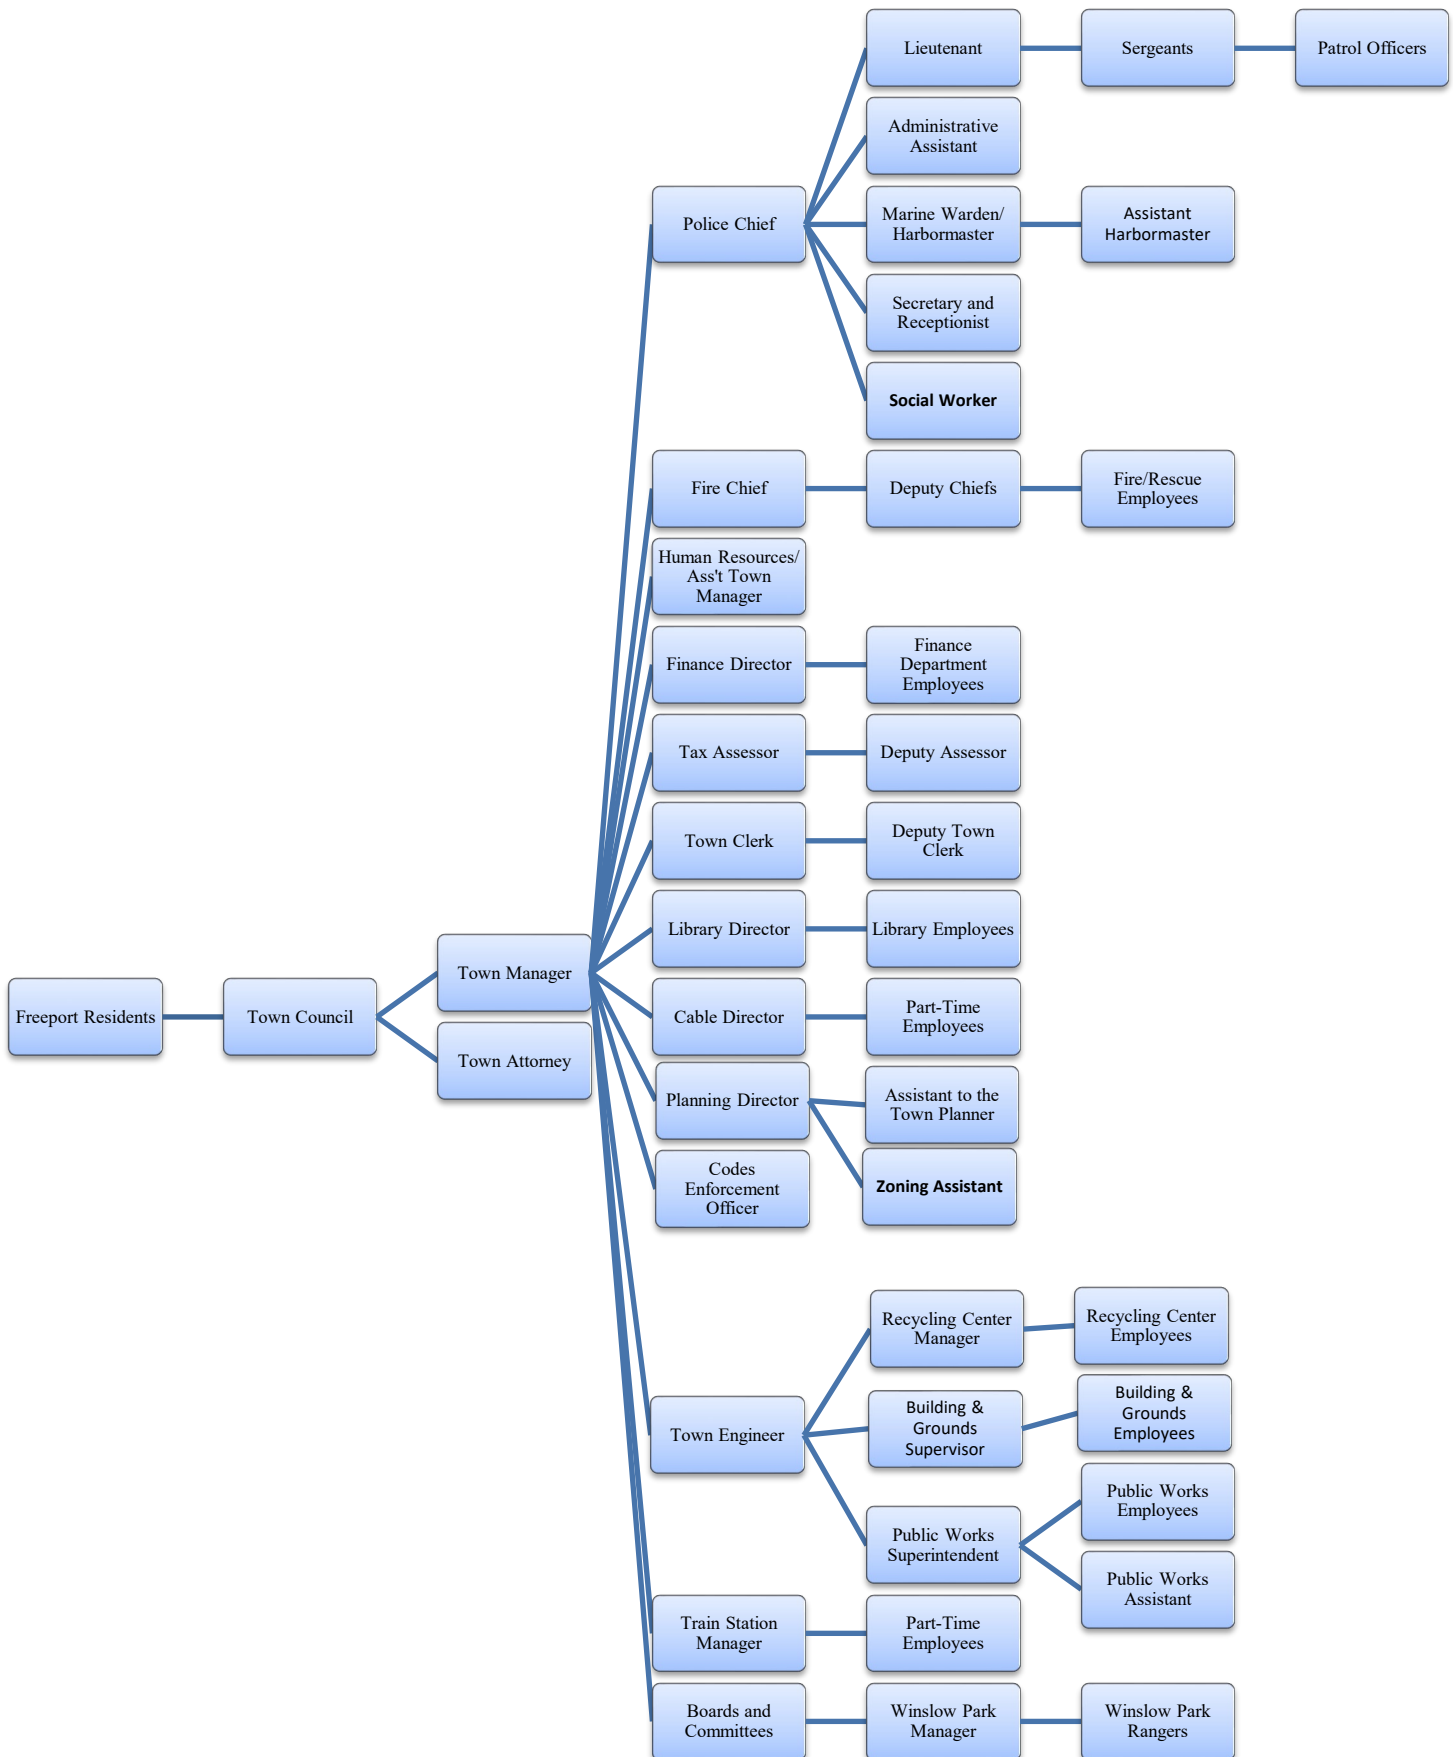 Lieutenant
Sergeants
Patrol Officers
Administrative
Assistant
Police Chief
Marine Warden/
Harbormaster
Assistant
Harbormaster
Secretary and
Receptionist
Social Worker
Fire Chief
Deputy Chiefs
Fire/Rescue
Employees
Human Resources/
Ass't Town
Manager
Finance Director
Finance
Department
Employees
Tax Assessor
Deputy Assessor
Town Clerk
Deputy Town
Clerk
Library Director
Library Employees
Freeport Residents
Town Council
Town Manager
Town Attorney
Cable Director
Part-Time
Employees
Planning Director
Assistant to the
Town Planner
Zoning Assistant
Codes
Enforcement
Officer
Town Engineer
Recycling Center
Manager
Recycling Center
Employees
Building &
Grounds
Supervisor
Building &
Grounds
Employees
Public Works
Superintendent
Public Works
Employees
Public Works
Assistant
Train Station
Manager
Part-Time
Employees
Boards and
Committees
Winslow Park
Manager
Winslow Park
Rangers